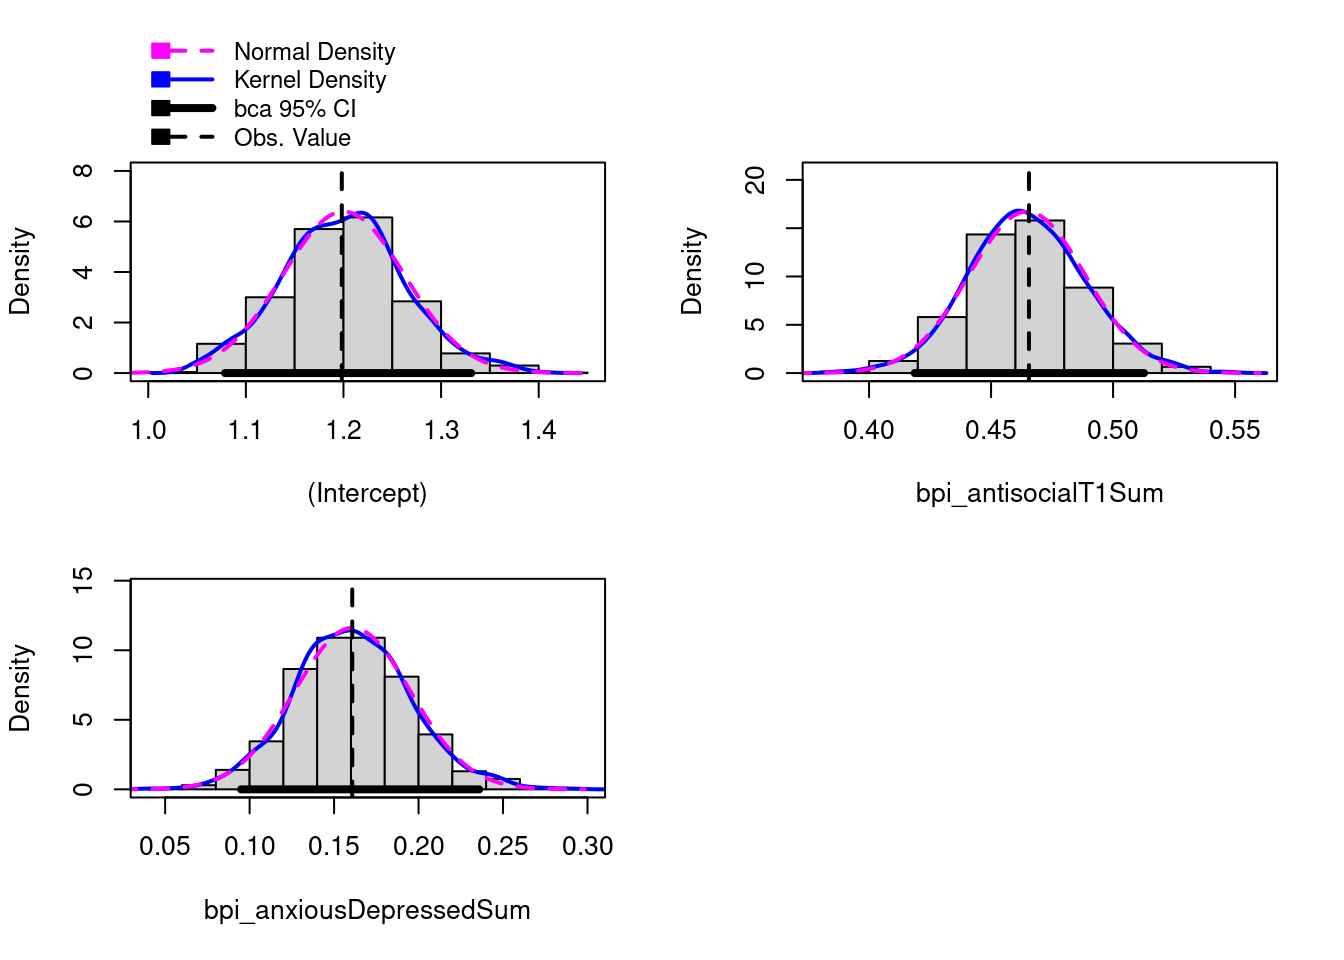 Normal Density
Kernel Density
bca 95% CI
Obs. Value
Density
0 2 4 6 8
1.0 1.1 1.2 1.3 1.4
(Intercept)
Density
0 5 10 20
0.40 0.45 0.50 0.55
bpi_antisocialT1Sum
Density
0 5 10 15
0.05 0.10 0.15 0.20 0.25 0.30
bpi_anxiousDepressedSum